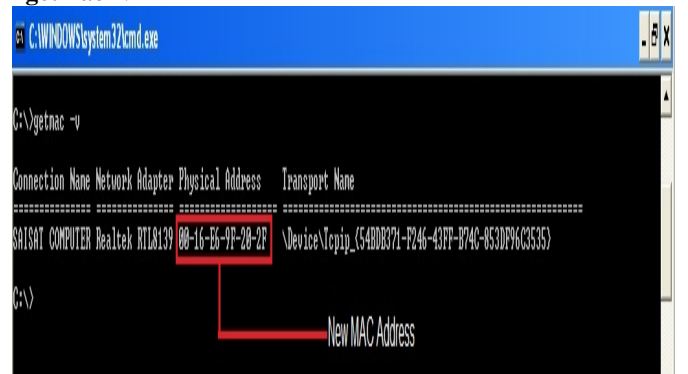 C:\WINDOWS\system32\cmd.exe
C:\>getmac -v
Connection Name Network Adapter Physical Address Transport Name
=============== =============== ================= ==========================================================
SAISAT COMPUTER Realtek RTL8139 00-16-E6-9F-20-2F \Device\Tcpip_{54BDB371-F246-43FF-B74C-853DF96C3535}
C:\>
New MAC Address